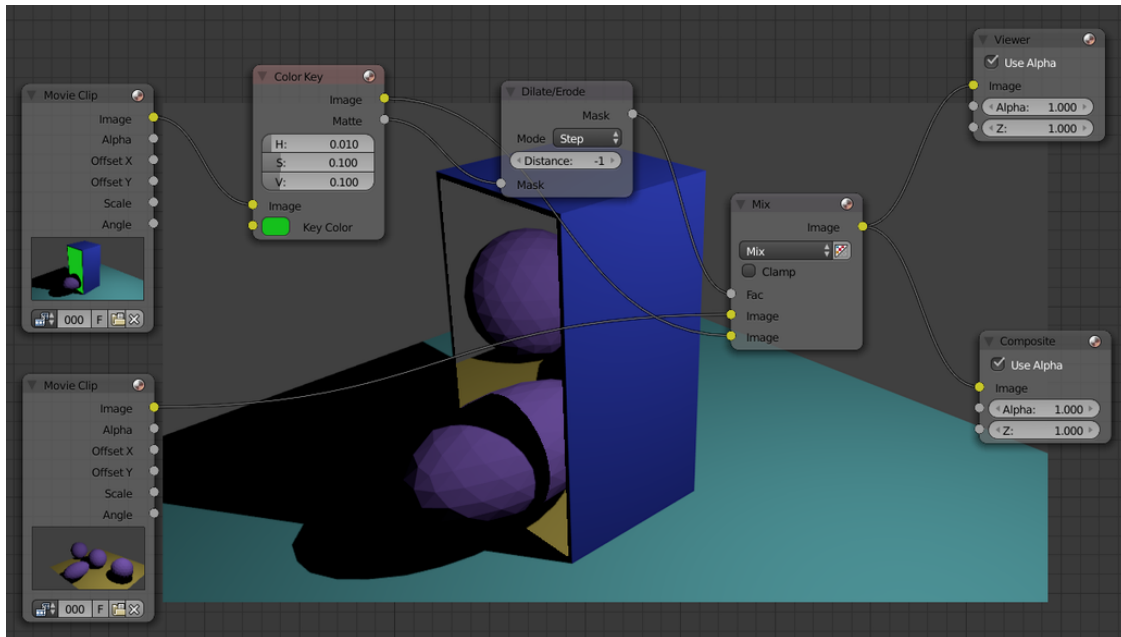 Movie Clip
Image
Alpha
Offset X
Offset Y
Scale
Angle
000 F
Movie Clip
Image
Alpha
Offset X
Offset Y
Scale
Angle
000 F
Color Key
Image
Matte
H: 0.010
S: 0.100
V: 0.100
Image
Key Color
Dilate/Erode
Mask
Mode Step
Distance: -1
Mask
Mix
Image
Mix
Clamp
Fac
Image
Image
Viewer
Use Alpha
Image
Alpha: 1.000
Z: 1.000
Composite
Use Alpha
Image
Alpha: 1.000
Z: 1.000